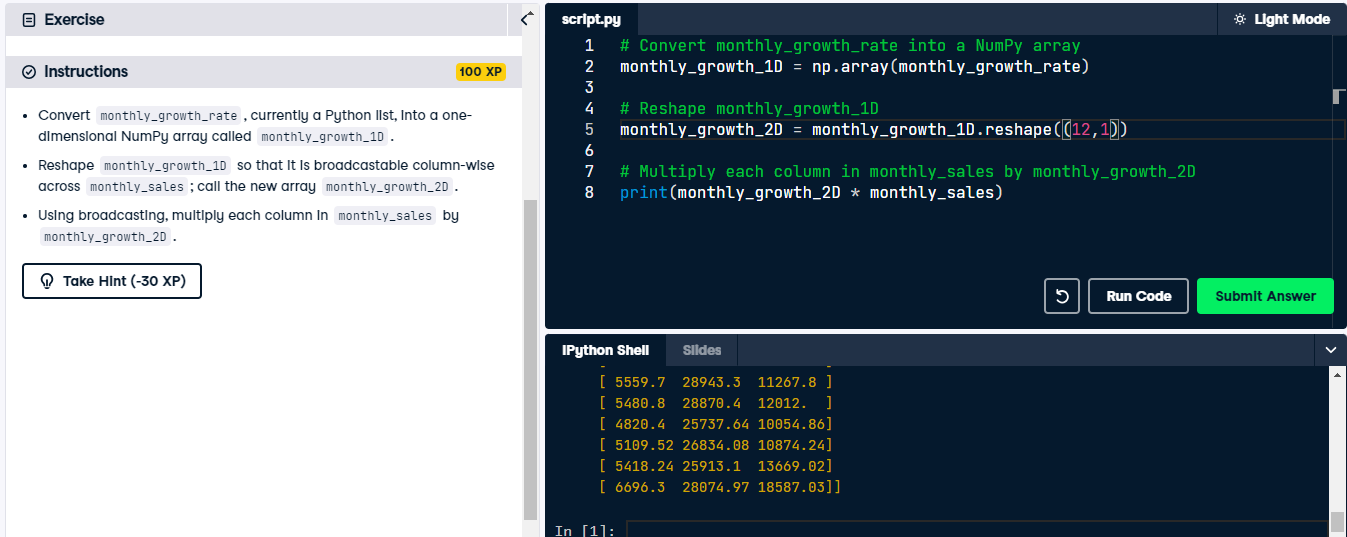 Exercise
Instructions
100 XP
Convert monthly_growth_rate , currently a Python list, into a one-
dimensional NumPy array called monthly_growth_1D .
Reshape monthly_growth_1D so that it is broadcastable column-wise
across monthly_sales ; call the new array monthly_growth_2D .
Using broadcasting, multiply each column in monthly_sales by
monthly_growth_2D .
Take Hint (-30 XP)
script.py
Light Mode
1 # Convert monthly_growth_rate into a NumPy array
2 monthly_growth_1D = np.array(monthly_growth_rate)
3
4 # Reshape monthly_growth_1D
5 monthly_growth_2D = monthly_growth_1D.reshape((12,1))
6
7 # Multiply each column in monthly_sales by monthly_growth_2D
8 print(monthly_growth_2D * monthly_sales)
Run Code
Submit Answer
IPython Shell
Slides
[ 5559.7  28943.3  11267.8 ]
[ 5480.8  28870.4  12012.  ]
[ 4820.4  25737.64 10054.86]
[ 5109.52 26834.08 10874.24]
[ 5418.24 25913.1  13669.02]
[ 6696.3  28074.97 18587.03]]
In [1]: